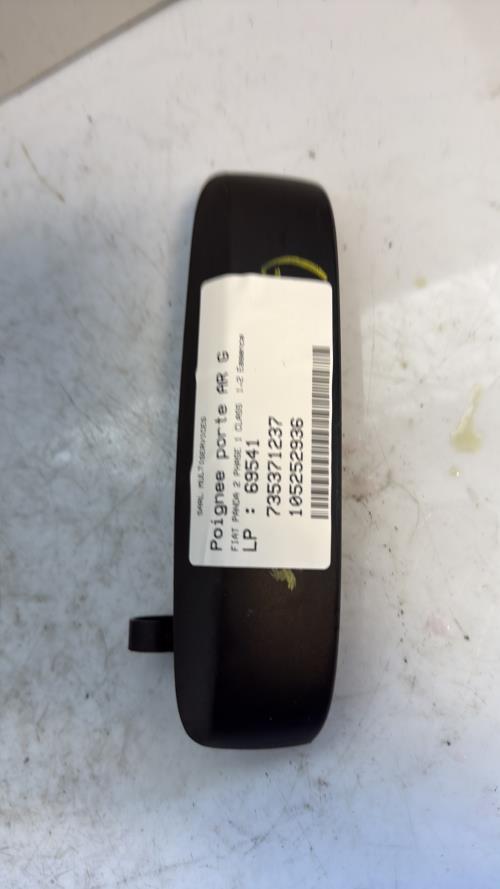 SARL MULTISERVICES
Poignee porte AR G
FIAT PANDA 2 PHASE 1 CLASS 1.2 Essence
LP : 69541
735371237
105252936